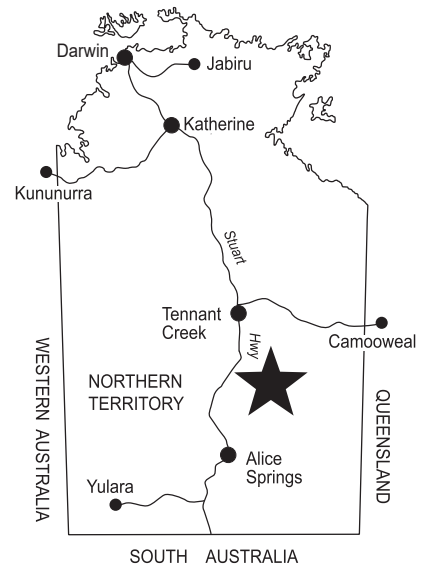 Darwin
Jabiru
Katherine
Kununurra
Stuart
Tennant
Creek
Hwy
Camooweal
WESTERN AUSTRALIA
NORTHERN
TERRITORY
QUEENSLAND
Alice
Springs
Yulara
SOUTH AUSTRALIA